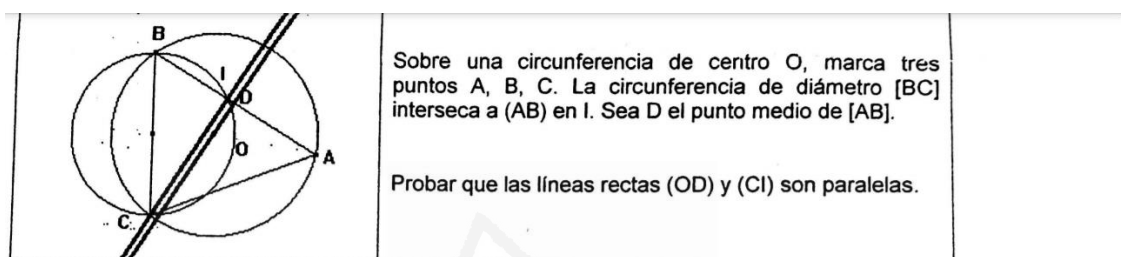 B
I
D
O
A
C
Sobre una circunferencia de centro O, marca tres
puntos A, B, C. La circunferencia de diámetro [BC]
interseca a (AB) en I. Sea D el punto medio de [AB].
Probar que las líneas rectas (OD) y (CI) son paralelas.